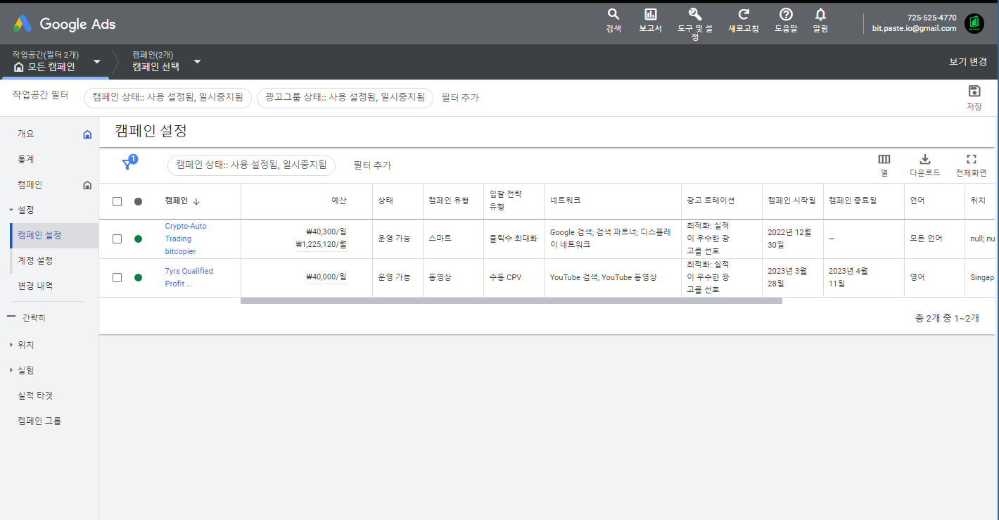 Google Ads
검색
보고서
도구 및 설
정
새로고침
도움말
알림
725-525-4770
bit.paste.io@gmail.com
작업공간(필터 2개)
모든 캠페인
캠페인(2개)
캠페인 선택
보기 변경
작업공간 필터
캠페인 상태:: 사용 설정됨, 일시중지됨
광고그룹 상태:: 사용 설정됨, 일시중지됨
필터 추가
저장
개요
통계
캠페인
설정
캠페인 설정
계정 설정
변경 내역
간략히
위치
실험
실적 타겟
캠페인 그룹
캠페인 설정
1
캠페인 상태:: 사용 설정됨, 일시중지됨
필터 추가
열
다운로드
전체화면
캠페인
예산
상태
캠페인 유형
입찰 전략
유형
네트워크
광고 로테이션
캠페인 시작일
캠페인 종료일
언어
위치
Crypto-Auto
Trading
bitcopier
₩40,300/일
₩1,225,120/월
운영 가능
스마트
클릭수 최대화
Google 검색; 검색 파트너; 디스플레
이 네트워크
최적화: 실적
이 우수한 광
고를 선호
2022년 12월
30일
—
모든 언어
null; nu
7yrs Qualified
Profit ...
₩40,000/일
운영 가능
동영상
수동 CPV
YouTube 검색; YouTube 동영상
최적화: 실적
이 우수한 광
고를 선호
2023년 3월
28일
2023년 4월
11일
영어
Singap
총 2개 중 1~2개